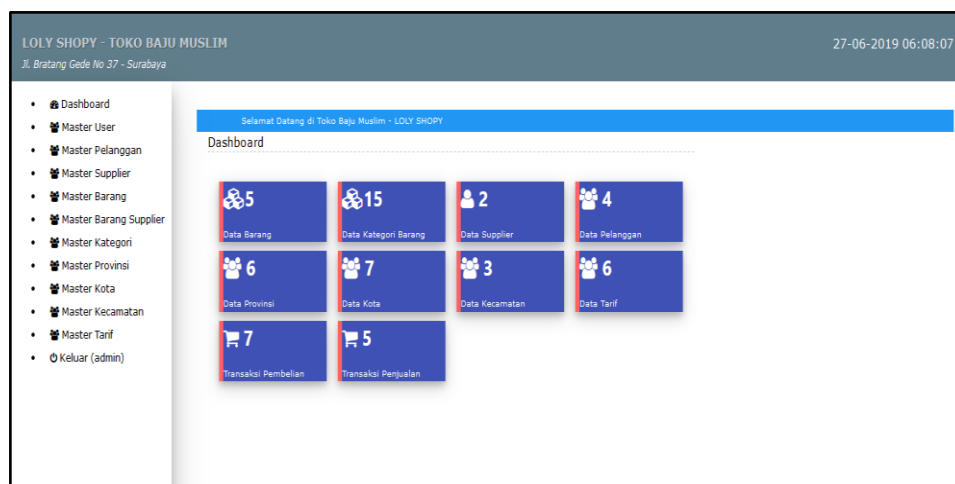 LOLY SHOPY - TOKO BAJU MUSLIM
27-06-2019 06:08:07
Jl. Bratang Gede No 37 - Surabaya
Dashboard
Master User
Master Pelanggan
Master Supplier
Master Barang
Master Barang Supplier
Master Kategori
Master Provinsi
Master Kota
Master Kecamatan
Master Tarif
Keluar (admin)
Selamat Datang di Toko Baju Muslim - LOLY SHOPY
Dashboard
5
Data Barang
15
Data Kategori Barang
2
Data Supplier
4
Data Pelanggan
6
Data Provinsi
7
Data Kota
3
Data Kecamatan
6
Data Tarif
7
Transaksi Pembelian
5
Transaksi Penjualan